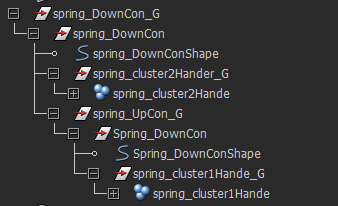 spring_DownCon_G
spring_DownCon
spring_DownConShape
spring_cluster2Hander_G
spring_cluster2Hande
spring_UpCon_G
Spring_DownCon
Spring_DownConShape
spring_cluster1Hande_G
spring_cluster1Hande